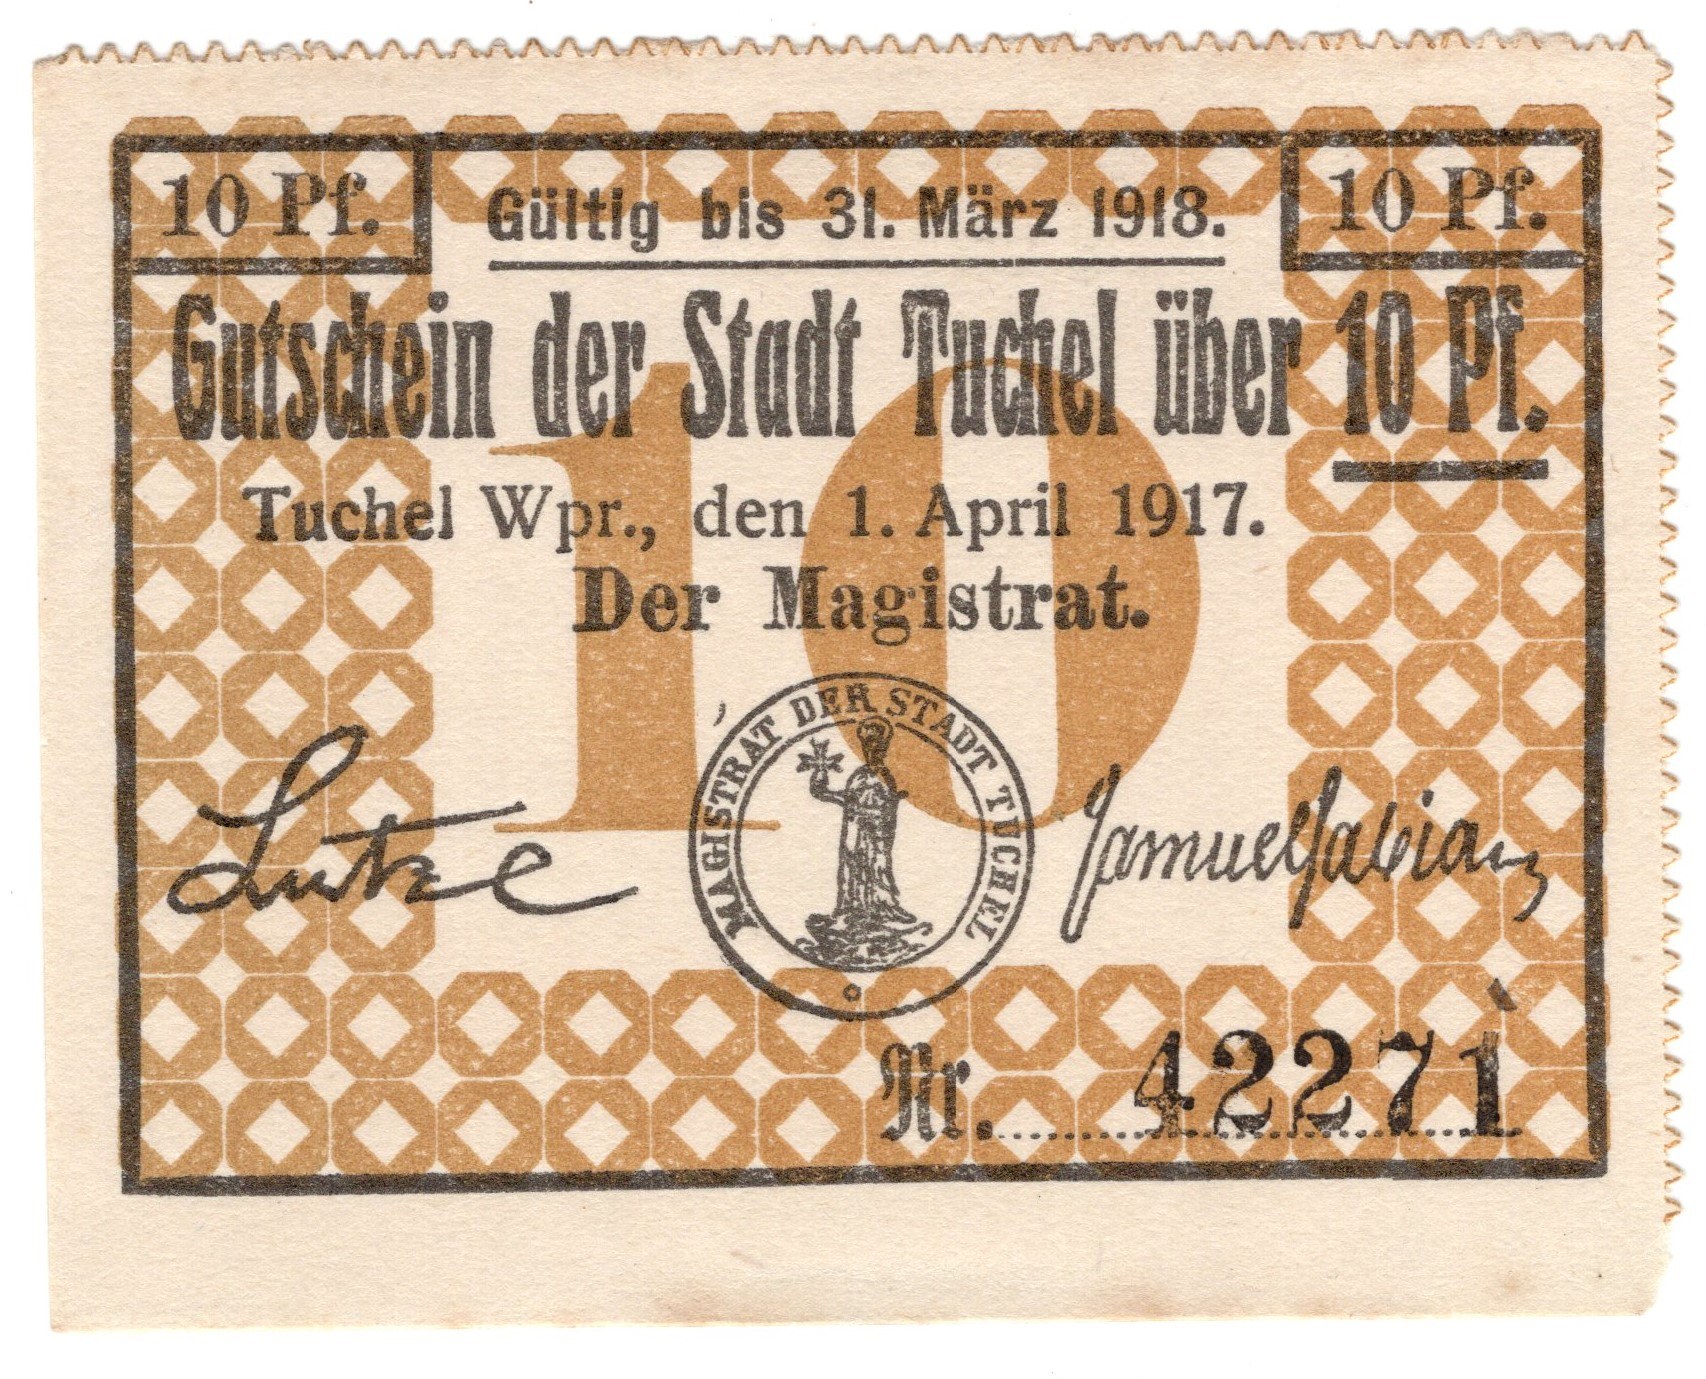 10 Pf.
Gültig bis 31. März 1918.
10 Pf.
Gutschein der Stadt Tuchel über 10 Pf.
10
Tuchel Wpr., den 1. April 1917.
Der Magistrat.
MAGISTRAT DER STADT TUCHEL
Lutze
Samuel Fabian
Nr. 42271